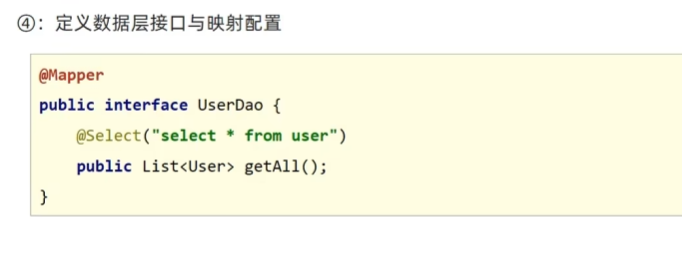 ④：定义数据层接口与映射配置
@Mapper
public interface UserDao {
    @Select("select * from user")
    public List<User> getAll();
}